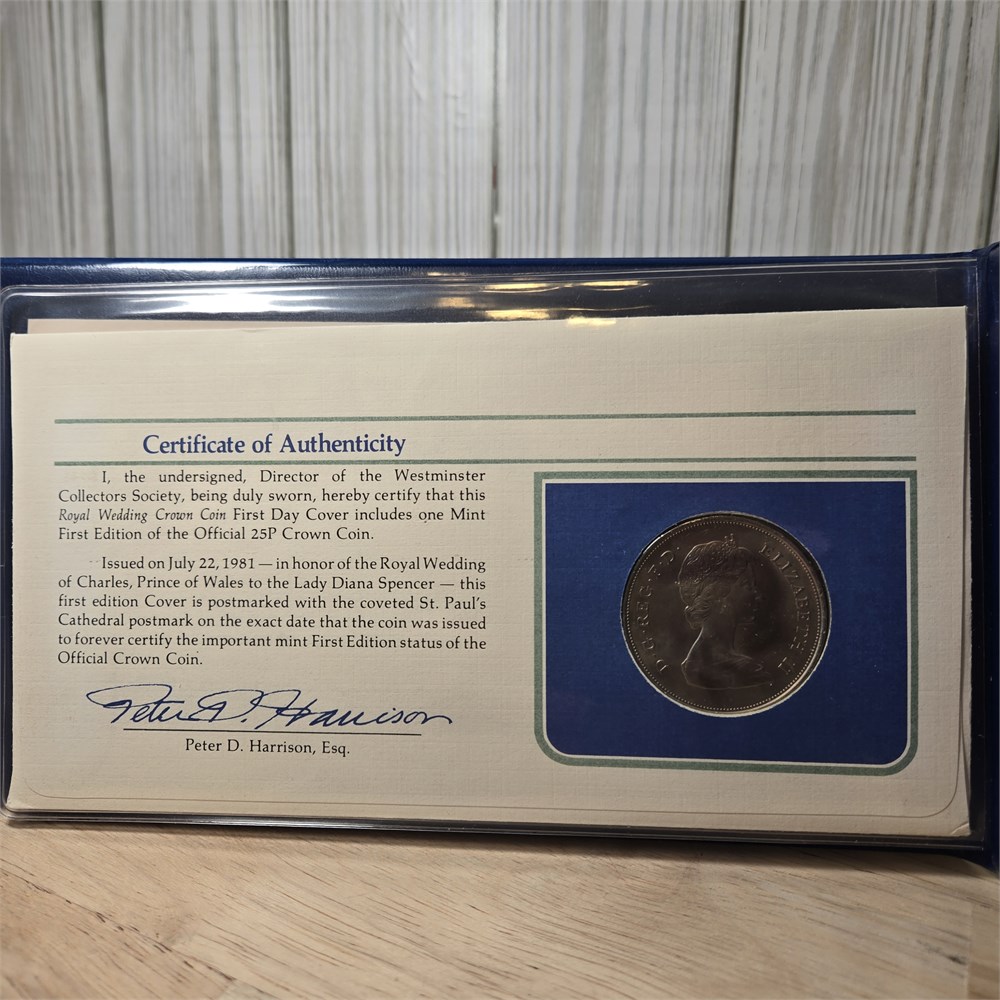 Certificate of Authenticity
I, the undersigned, Director of the Westminster
Collectors Society, being duly sworn, hereby certify that this
Royal Wedding Crown Coin First Day Cover includes one Mint
First Edition of the Official 25P Crown Coin.
Issued on July 22, 1981 — in honor of the Royal Wedding
of Charles, Prince of Wales to the Lady Diana Spencer — this
first edition Cover is postmarked with the coveted St. Paul's
Cathedral postmark on the exact date that the coin was issued
to forever certify the important mint First Edition status of the
Official Crown Coin.
Peter D. Harrison
Peter D. Harrison, Esq.
D·G·REG·F·D· ELIZABETH II